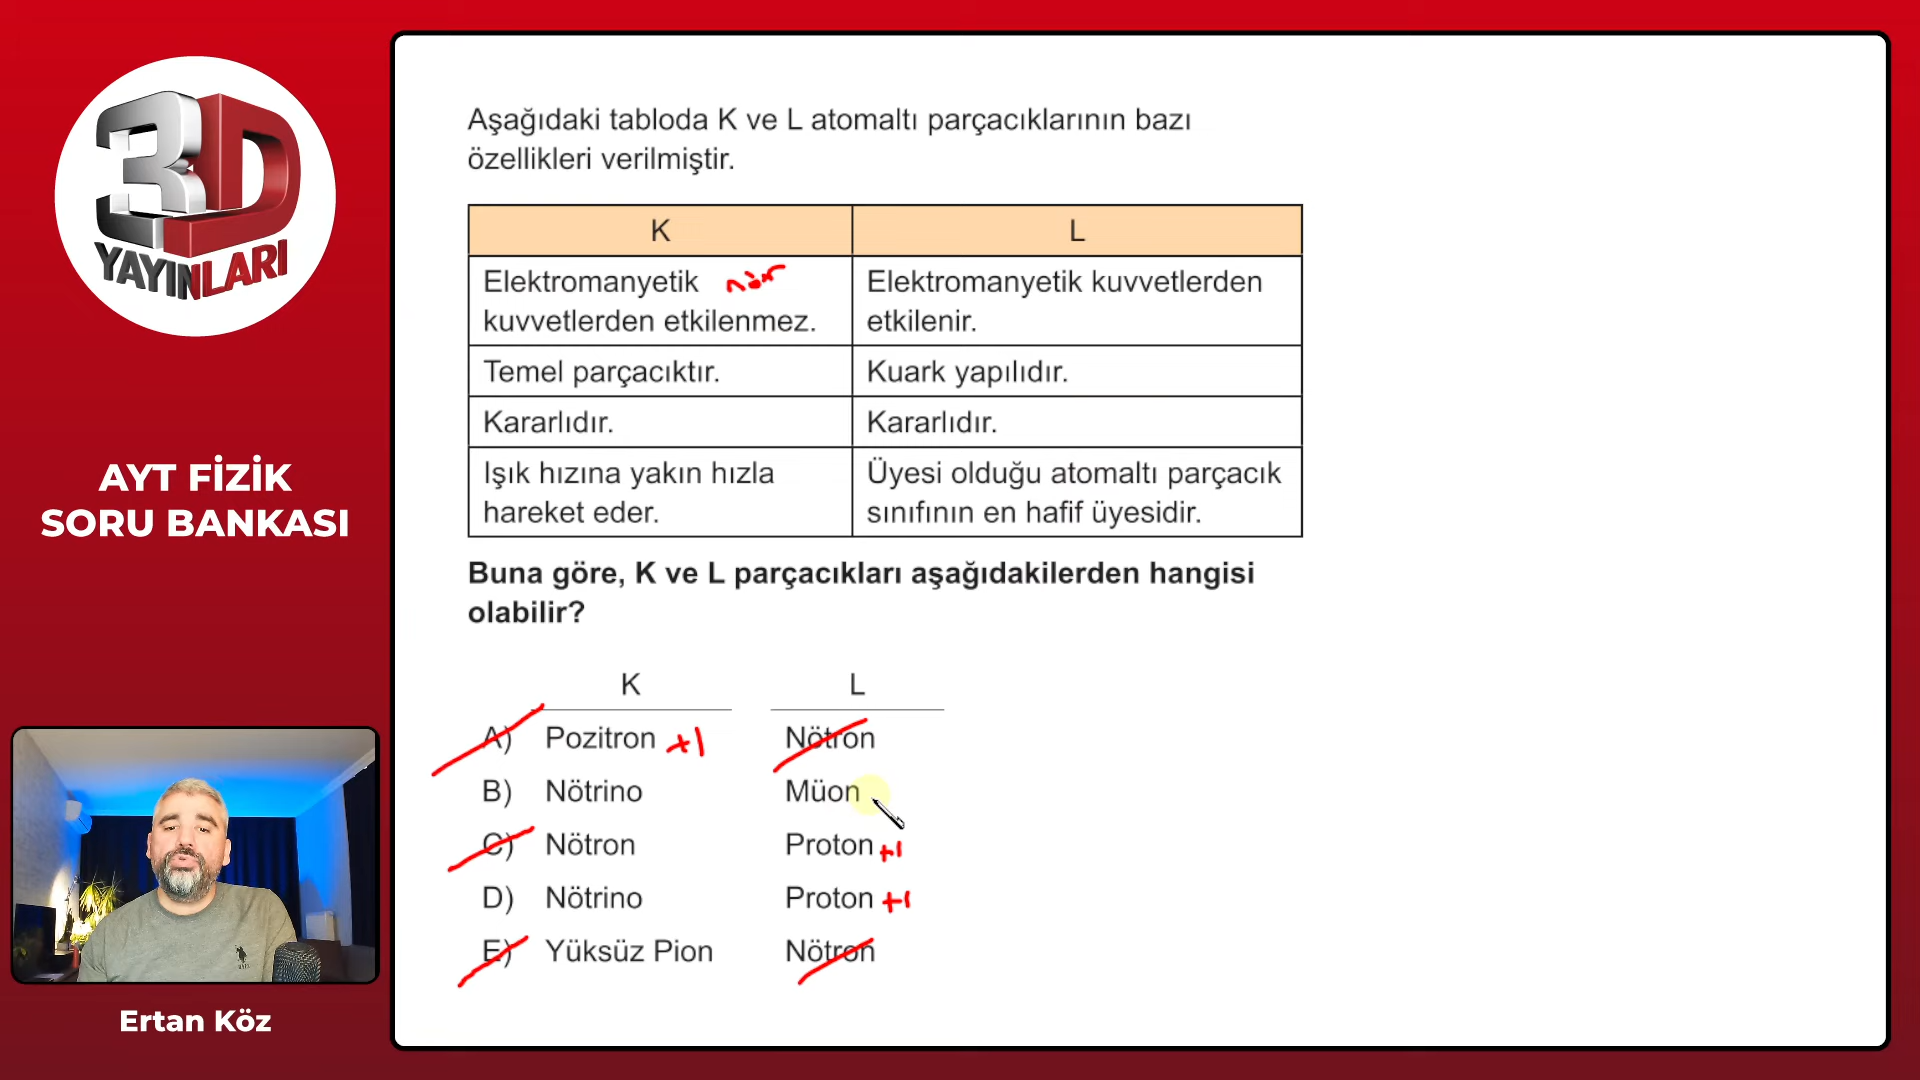 3D
YAYINLARI
AYT FİZİK
SORU BANKASI
Ertan Köz
Aşağıdaki tabloda K ve L atomaltı parçacıklarının bazı
özellikleri verilmiştir.
K L
Elektromanyetik nör Elektromanyetik kuvvetlerden
kuvvetlerden etkilenmez. etkilenir.
Temel parçacıktır. Kuark yapılıdır.
Kararlıdır. Kararlıdır.
Işık hızına yakın hızla Üyesi olduğu atomaltı parçacık
hareket eder. sınıfının en hafif üyesidir.
Buna göre, K ve L parçacıkları aşağıdakilerden hangisi
olabilir?
K L
A) Pozitron +1 Nötron
B) Nötrino Müon
C) Nötron Proton +1
D) Nötrino Proton +1
E) Yüksüz Pion Nötron